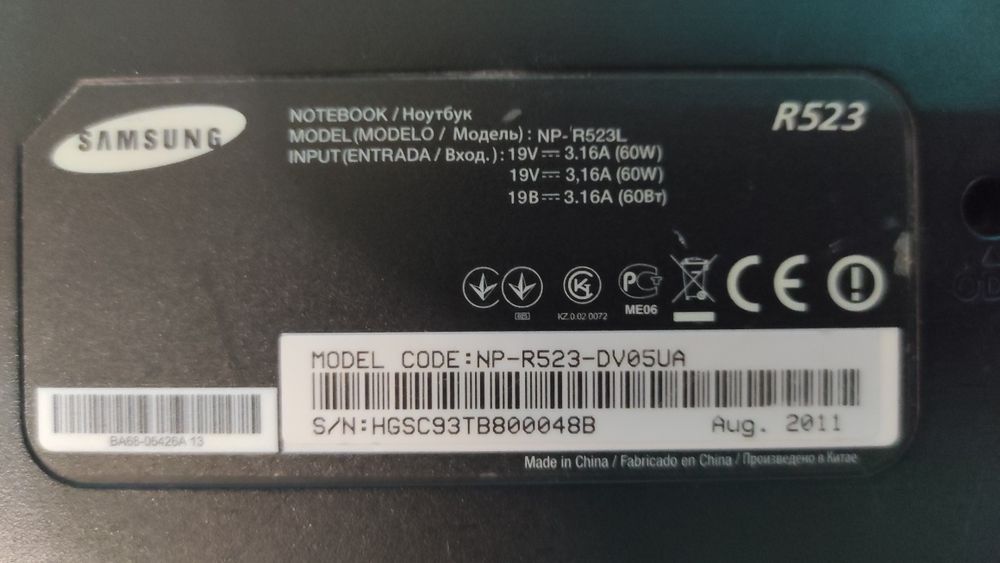 SAMSUNG
NOTEBOOK / Ноутбук
R523
MODEL(MODELO / Модель) : NP- R523L
INPUT(ENTRADA / Вход.) : 19V 3.16A (60W)
19V 3,16A (60W)
19В 3.16A (60Вт)
KZ.0.02 0072
ME06
MODEL CODE:NP-R523-DV05UA
S/N:HGSC93TB800048B
Aug. 2011
BA68-06426A 13
Made in China / Fabricado en China / Произведено в Китае